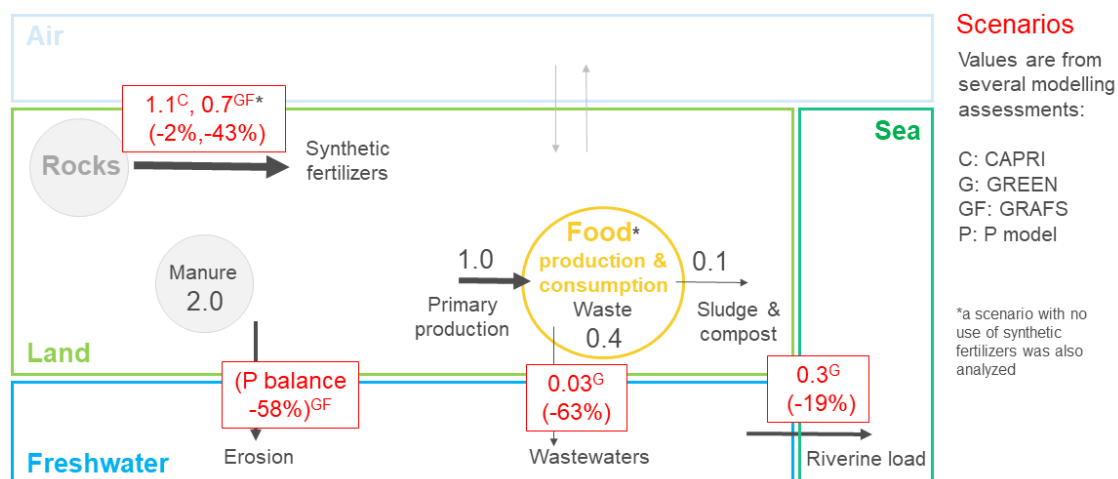 Air
Scenarios
Values are from
several modelling
assessments:
C: CAPRI
G: GREEN
GF: GRAFS
P: P model
*a scenario with no
use of synthetic
fertilizers was also
analyzed
1.1C, 0.7GF*
(-2%,-43%)
Rocks
Synthetic
fertilizers
Sea
Manure
2.0
1.0
Primary
production
Food*
production &
consumption
Waste
0.4
0.1
Sludge &
compost
Land
(P balance
-58%)GF
0.03G
(-63%)
0.3G
(-19%)
Freshwater
Erosion
Wastewaters
Riverine load